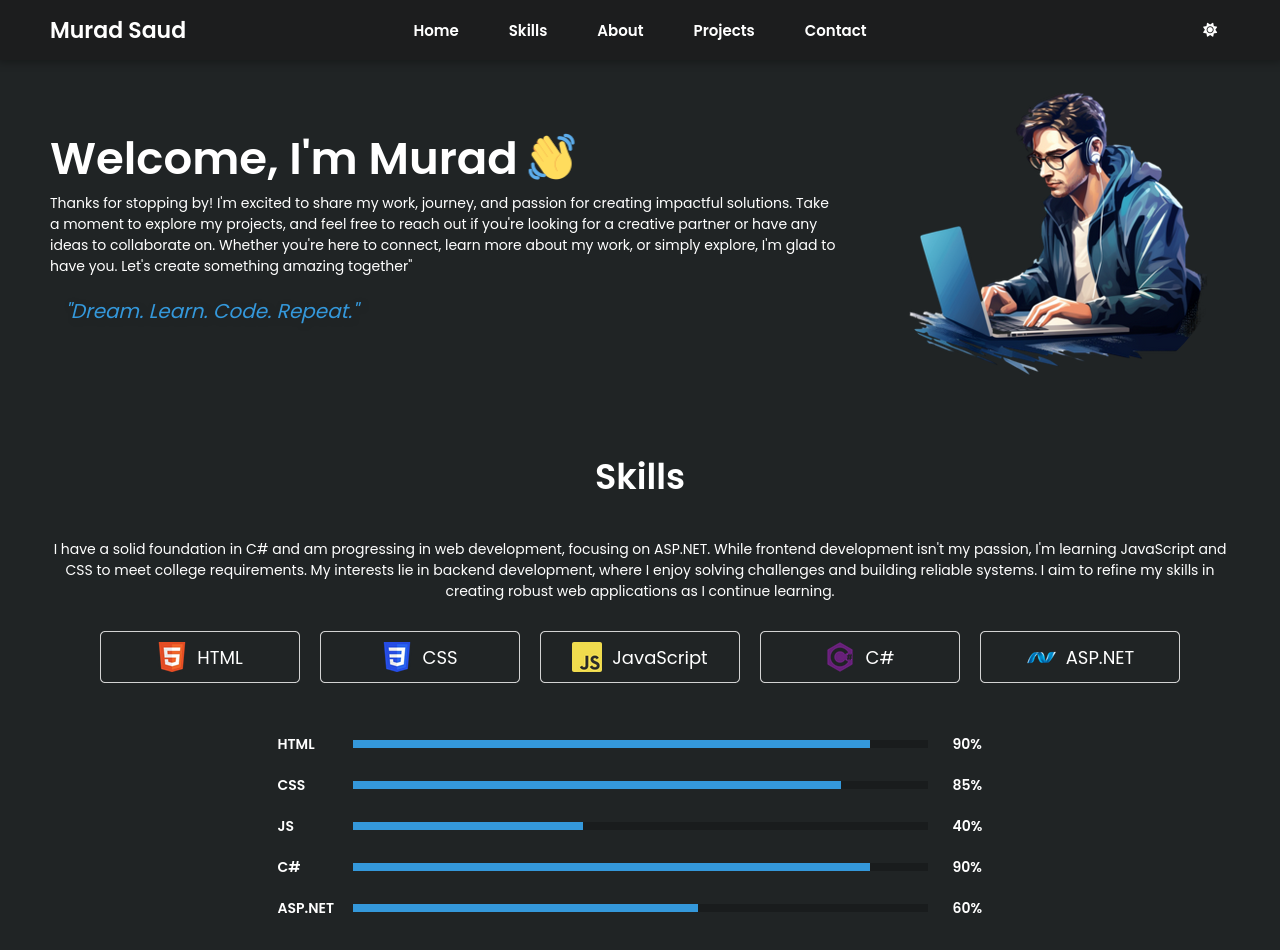 Murad Saud
Home
Skills
About
Projects
Contact
Welcome, I'm Murad 👋
Thanks for stopping by! I'm excited to share my work, journey, and passion for creating impactful solutions. Take
a moment to explore my projects, and feel free to reach out if you're looking for a creative partner or have any
ideas to collaborate on. Whether you're here to connect, learn more about my work, or simply explore, I'm glad to
have you. Let's create something amazing together"
"Dream. Learn. Code. Repeat."
Skills
I have a solid foundation in C# and am progressing in web development, focusing on ASP.NET. While frontend development isn't my passion, I'm learning JavaScript and
CSS to meet college requirements. My interests lie in backend development, where I enjoy solving challenges and building reliable systems. I aim to refine my skills in
creating robust web applications as I continue learning.
HTML
CSS
JS JavaScript
C#
ASP.NET
HTML 90%
CSS 85%
JS 40%
C# 90%
ASP.NET 60%